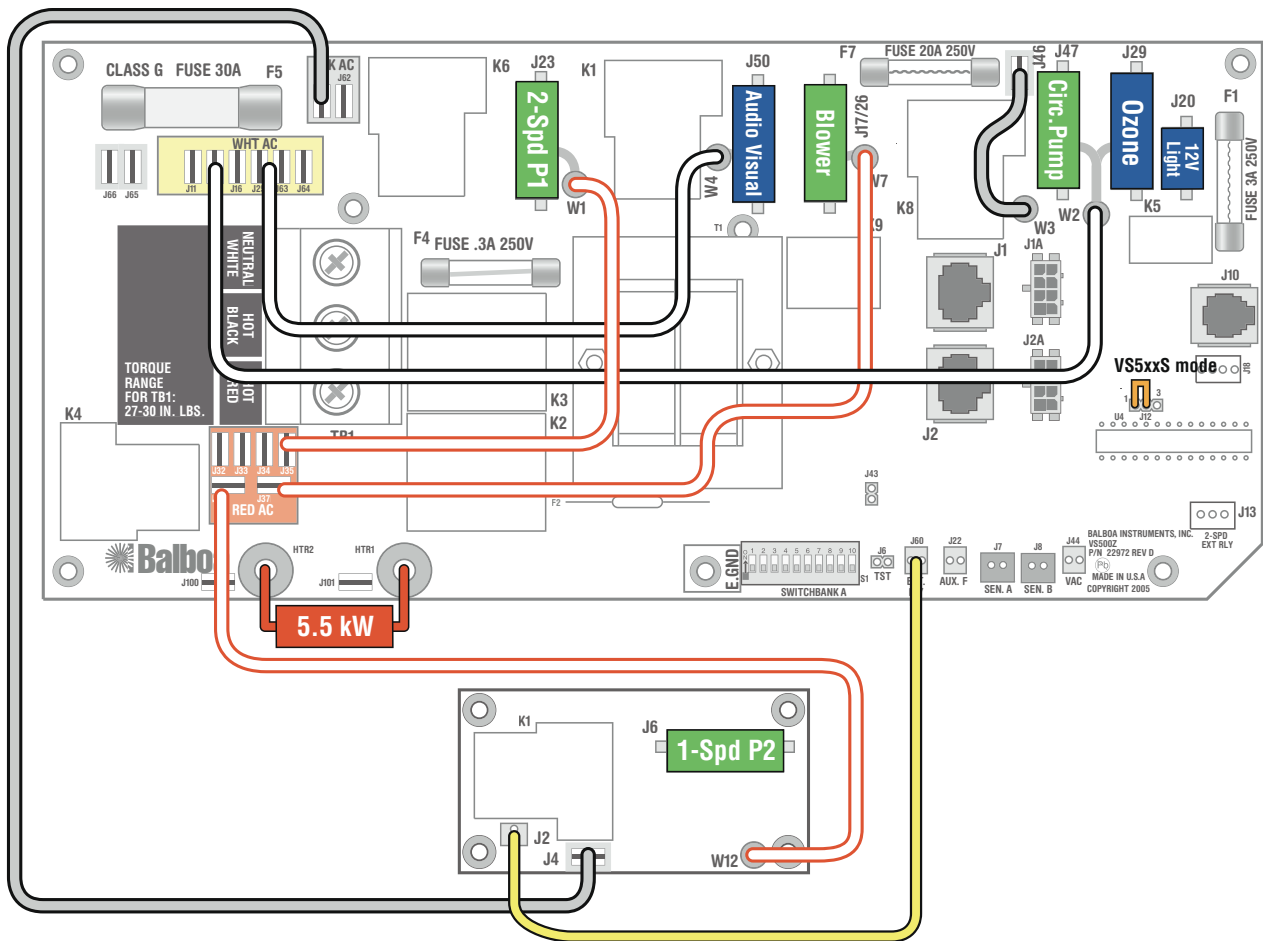 CLASS G FUSE 30A F5
K AC
J62
K6
J23
2-Spd P1
W1
K1
J50
Audio Visual
W4
T1
Blower
J17/26
W7
F7
FUSE 20A 250V
J46
K8
W3
J47
Circ.Pump
W2
J29
Ozone
J20
12V Light
K5
F1
FUSE 3A 250V
WHT AC
J66 J65
J11 J16 J63 J64
NEUTRAL WHITE
HOT BLACK
RED
TORQUE
RANGE
FOR TB1:
27-30 IN. LBS.
F4 FUSE .3A 250V
K3
K2
K4
J32 J33 J34 J35
J37
RED AC
J1
J1A
J2A
J2
J10
J18
VS5xxS mode
1 3
U4 J12
J43
F2
J13
2-SPD
EXT RLY
HTR2 HTR1
J100 J101
5.5 kW
E.GND
1 2 3 4 5 6 7 8 9 10
S1
SWITCHBANK A
J6
TST
J60
J22
AUX. F
J7
SEN. A
J8
SEN. B
J44
VAC
BALBOA INSTRUMENTS, INC.
VS500Z
P/N 22972 REV D
Pb
MADE IN U.S.A
COPYRIGHT 2005
K1
J6
1-Spd P2
J2
J4
W12